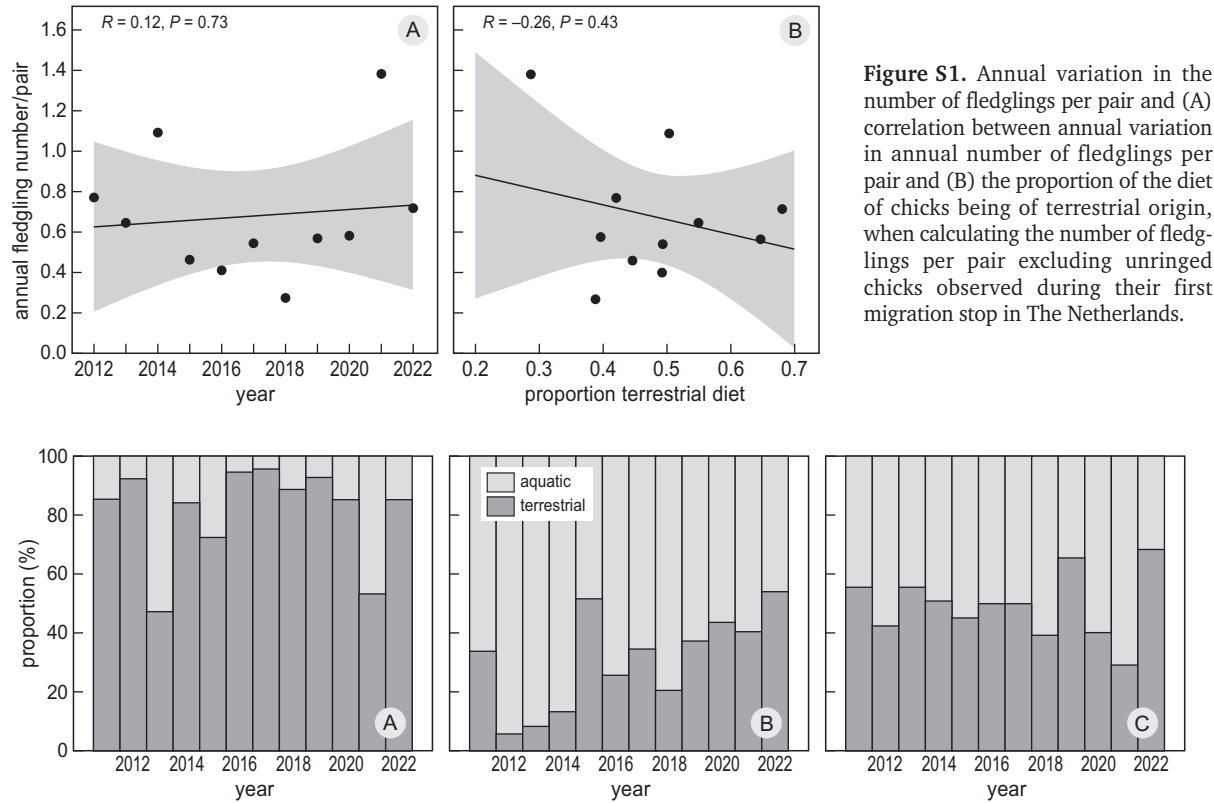 R = 0.12, P = 0.73
A
1.6
1.4
1.2
1.0
0.8
0.6
0.4
0.2
0.0
annual fledgling number/pair
2012 2014 2016 2018 2020 2022
year
R = –0.26, P = 0.43
B
0.2 0.3 0.4 0.5 0.6 0.7
proportion terrestrial diet
Figure S1. Annual variation in the
number of fledglings per pair and (A)
correlation between annual variation
in annual number of fledglings per
pair and (B) the proportion of the diet
of chicks being of terrestrial origin,
when calculating the number of fledg-
lings per pair excluding unringed
chicks observed during their first
migration stop in The Netherlands.
100
80
60
40
20
0
proportion (%)
A
2012 2014 2016 2018 2020 2022
year
aquatic
terrestrial
B
2012 2014 2016 2018 2020 2022
year
C
2012 2014 2016 2018 2020 2022
year